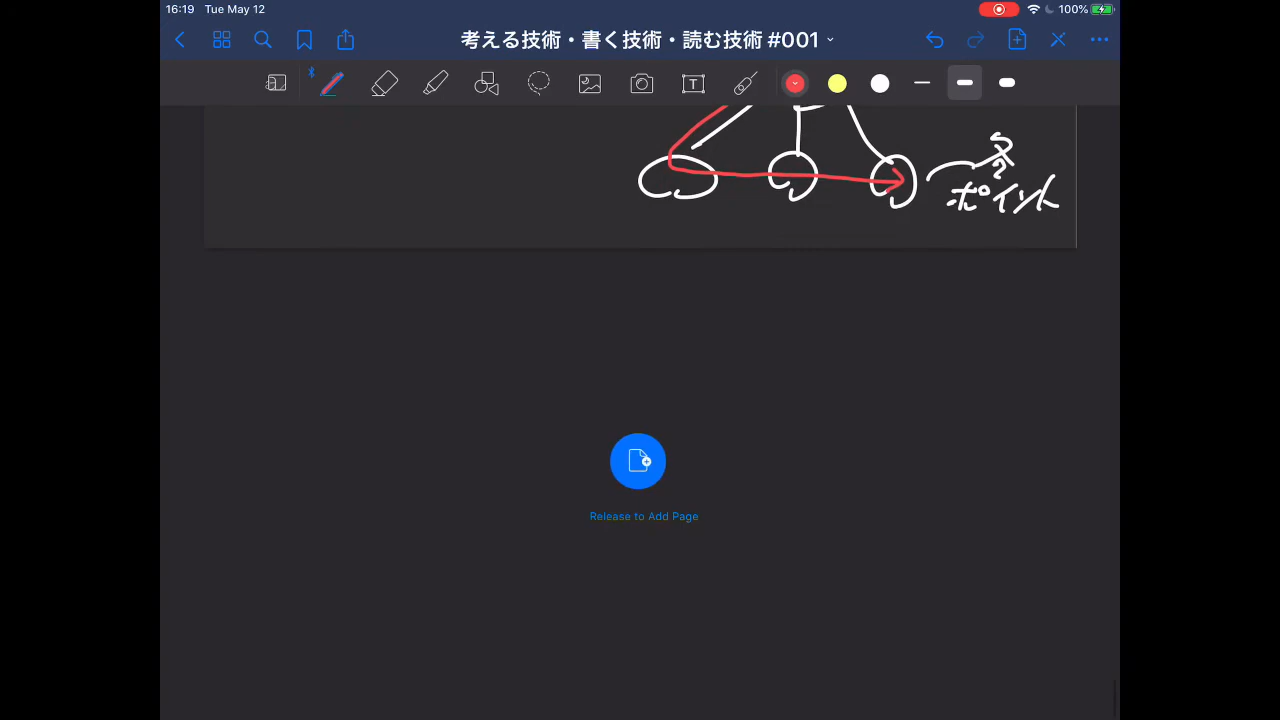 16:19 Tue May 12 100%
考える技術・書く技術・読む技術 #001
T
ポイント
Release to Add Page